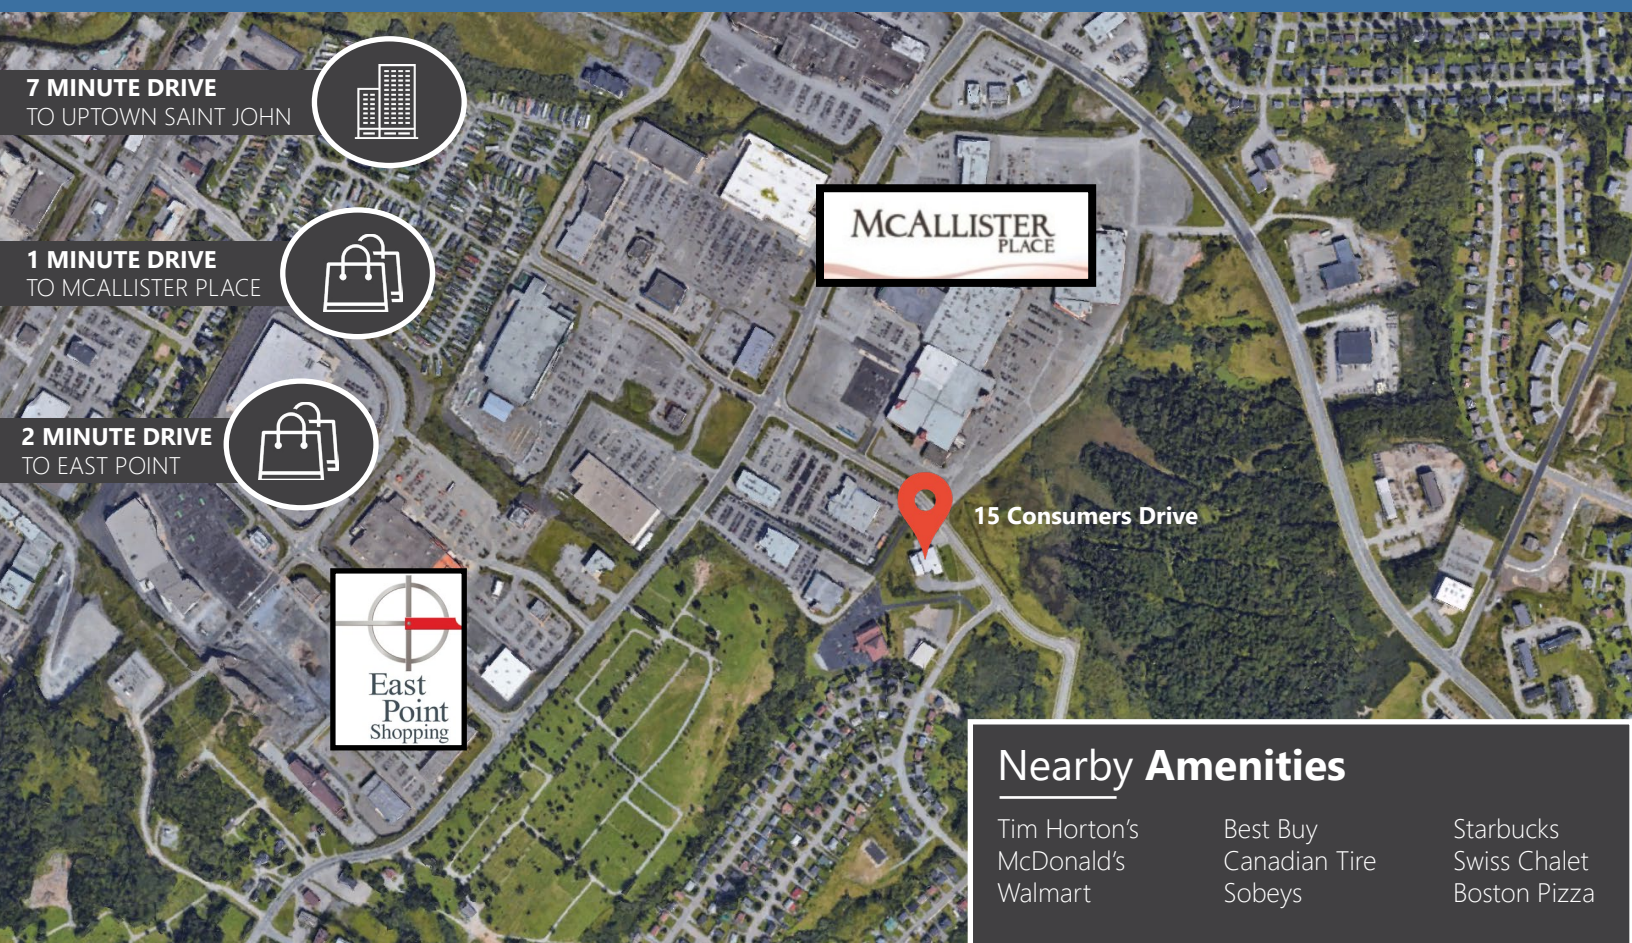 7 MINUTE DRIVE
TO UPTOWN SAINT JOHN
1 MINUTE DRIVE
TO MCALLISTER PLACE
2 MINUTE DRIVE
TO EAST POINT
MCALLISTER
PLACE
15 Consumers Drive
East
Point
Shopping
Nearby Amenities
Tim Horton's
McDonald's
Walmart
Best Buy
Canadian Tire
Sobeys
Starbucks
Swiss Chalet
Boston Pizza